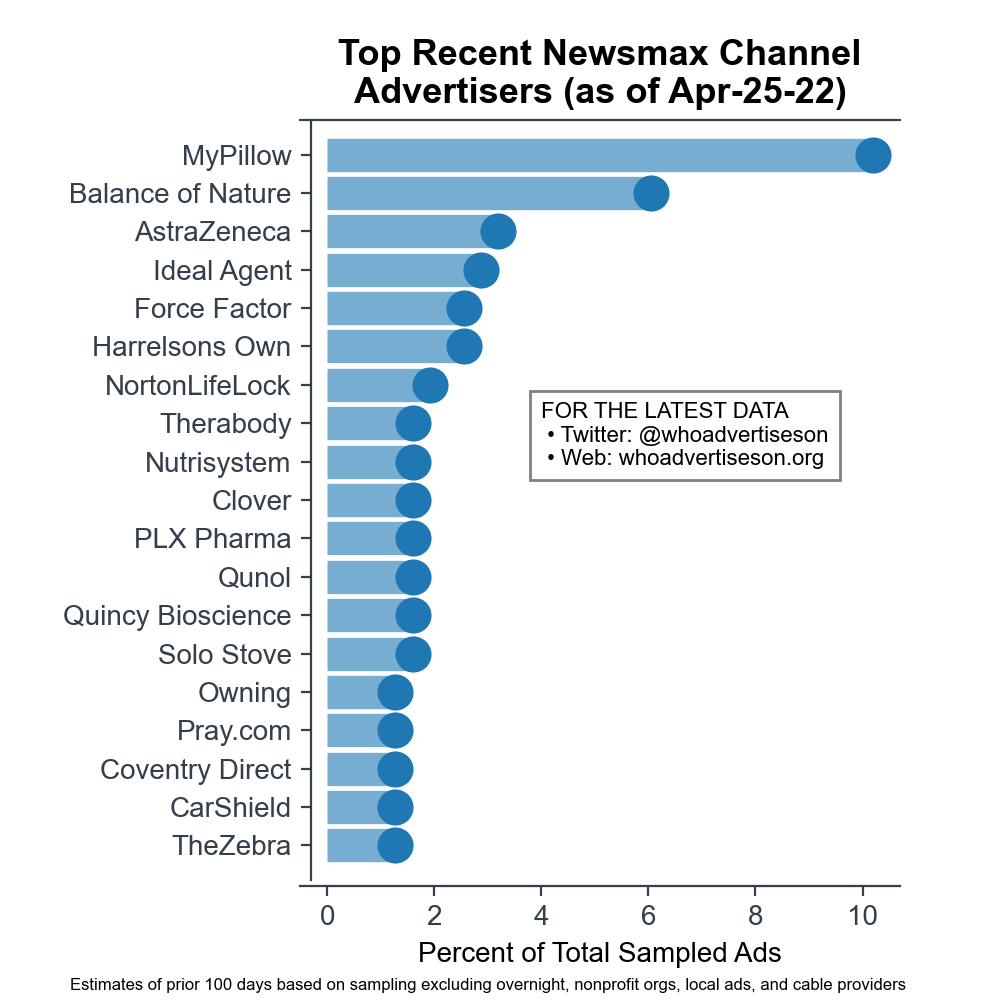 Top Recent Newsmax Channel
Advertisers (as of Apr-25-22)
MyPillow
Balance of Nature
AstraZeneca
Ideal Agent
Force Factor
Harrelsons Own
NortonLifeLock
Therabody
Nutrisystem
Clover
PLX Pharma
Qunol
Quincy Bioscience
Solo Stove
Owning
Pray.com
Coventry Direct
CarShield
TheZebra
FOR THE LATEST DATA
• Twitter: @whoadvertiseson
• Web: whoadvertiseson.org
0 2 4 6 8 10
Percent of Total Sampled Ads
Estimates of prior 100 days based on sampling excluding overnight, nonprofit orgs, local ads, and cable providers